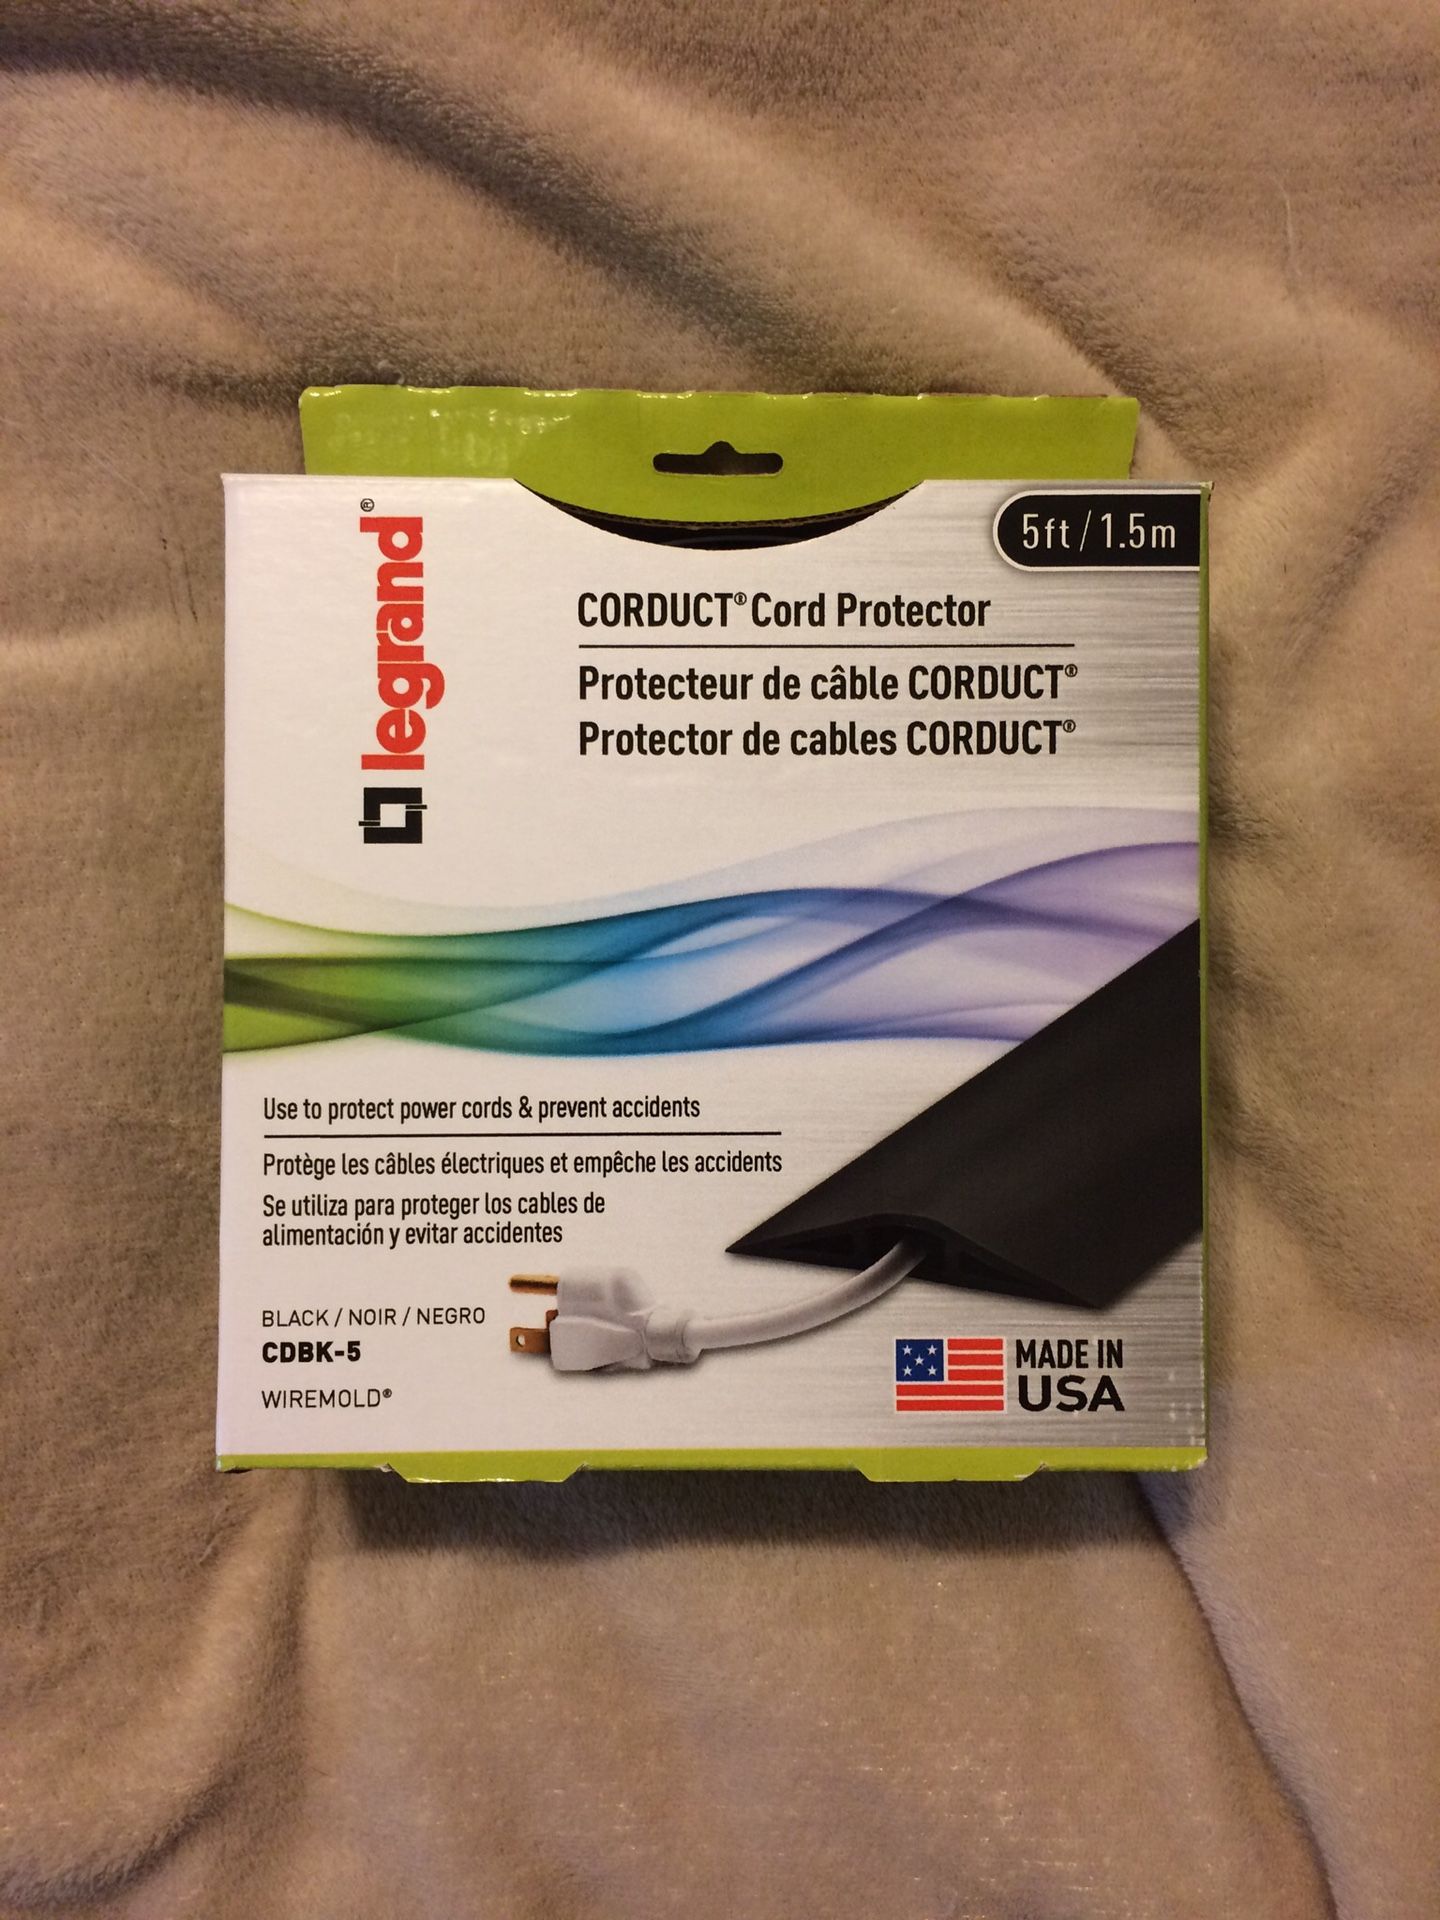 legrand®
5ft / 1.5m
CORDUCT® Cord Protector
Protecteur de câble CORDUCT®
Protector de cables CORDUCT®
Use to protect power cords & prevent accidents
Protège les câbles électriques et empêche les accidents
Se utiliza para proteger los cables de
alimentación y evitar accidentes
BLACK / NOIR / NEGRO
CDBK-5
WIREMOLD®
MADE IN
USA